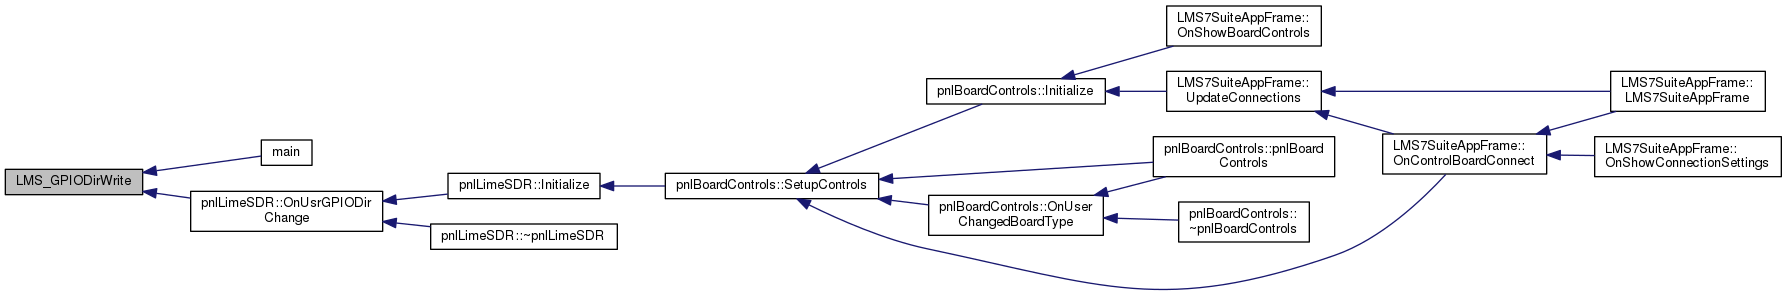 LMS_GPIODirWrite
main
pnlLimeSDR::OnUsrGPIODir
Change
pnlLimeSDR::Initialize
pnlLimeSDR::~pnlLimeSDR
pnlBoardControls::SetupControls
pnlBoardControls::Initialize
LMS7SuiteAppFrame::
OnShowBoardControls
LMS7SuiteAppFrame::
UpdateConnections
LMS7SuiteAppFrame::
LMS7SuiteAppFrame
LMS7SuiteAppFrame::
OnControlBoardConnect
LMS7SuiteAppFrame::
OnShowConnectionSettings
pnlBoardControls::pnlBoard
Controls
pnlBoardControls::OnUser
ChangedBoardType
pnlBoardControls::
~pnlBoardControls